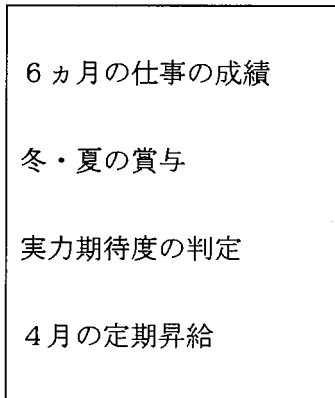 ６ヵ月の仕事の成績
冬・夏の賞与
実力期待度の判定
４月の定期昇給